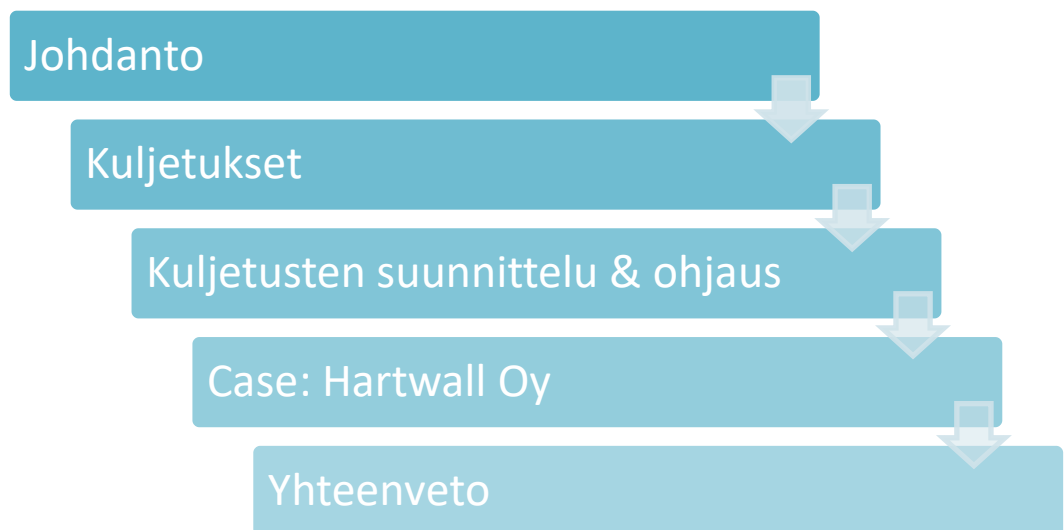 Johdanto
Kuljetukset
Kuljetusten suunnittelu & ohjaus
Case: Hartwall Oy
Yhteenveto